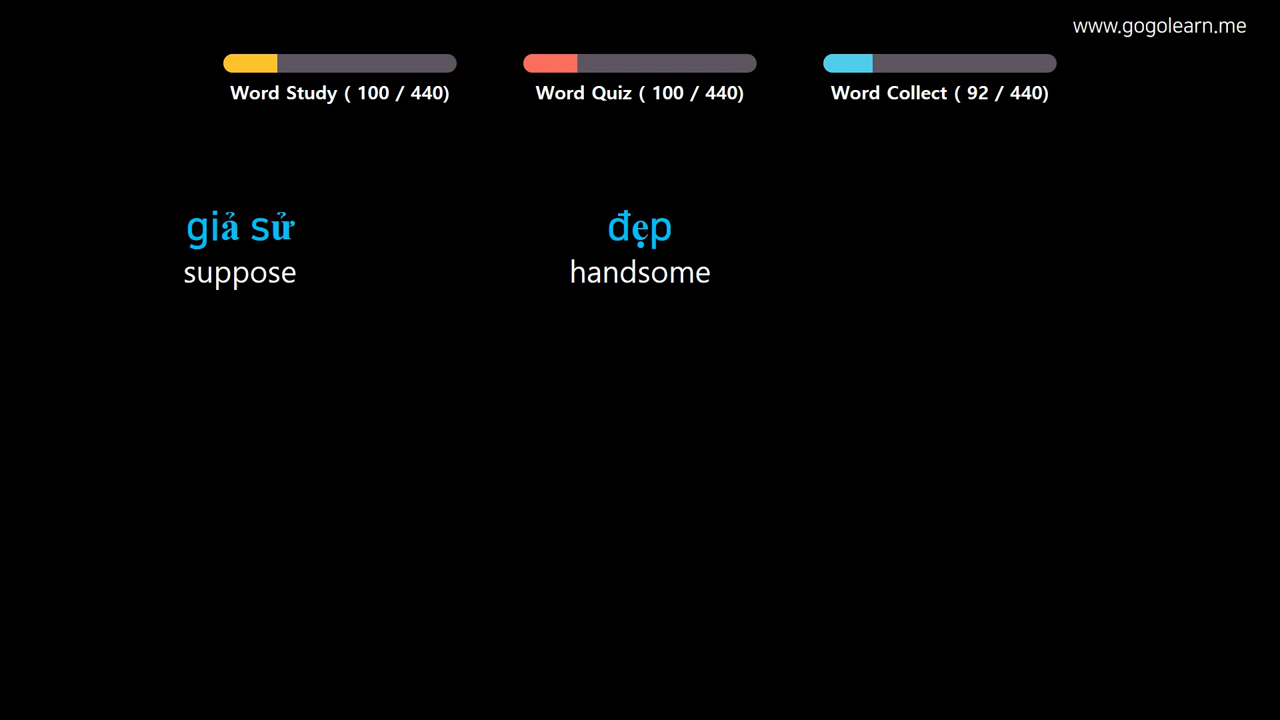 www.gogolearn.me
Word Study ( 100 / 440)
Word Quiz ( 100 / 440)
Word Collect ( 92 / 440)
giả sử
suppose
đẹp
handsome